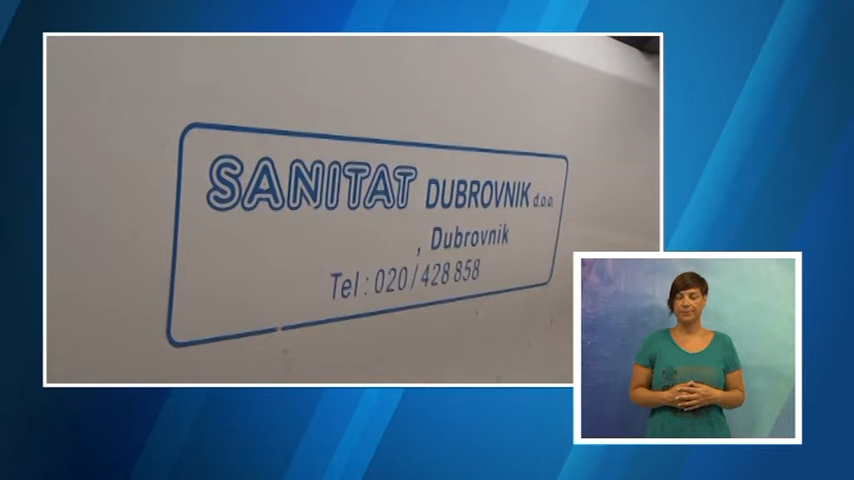 SANITAT DUBROVNIK d.o.o.
, Dubrovnik
Tel : 020 / 428 858